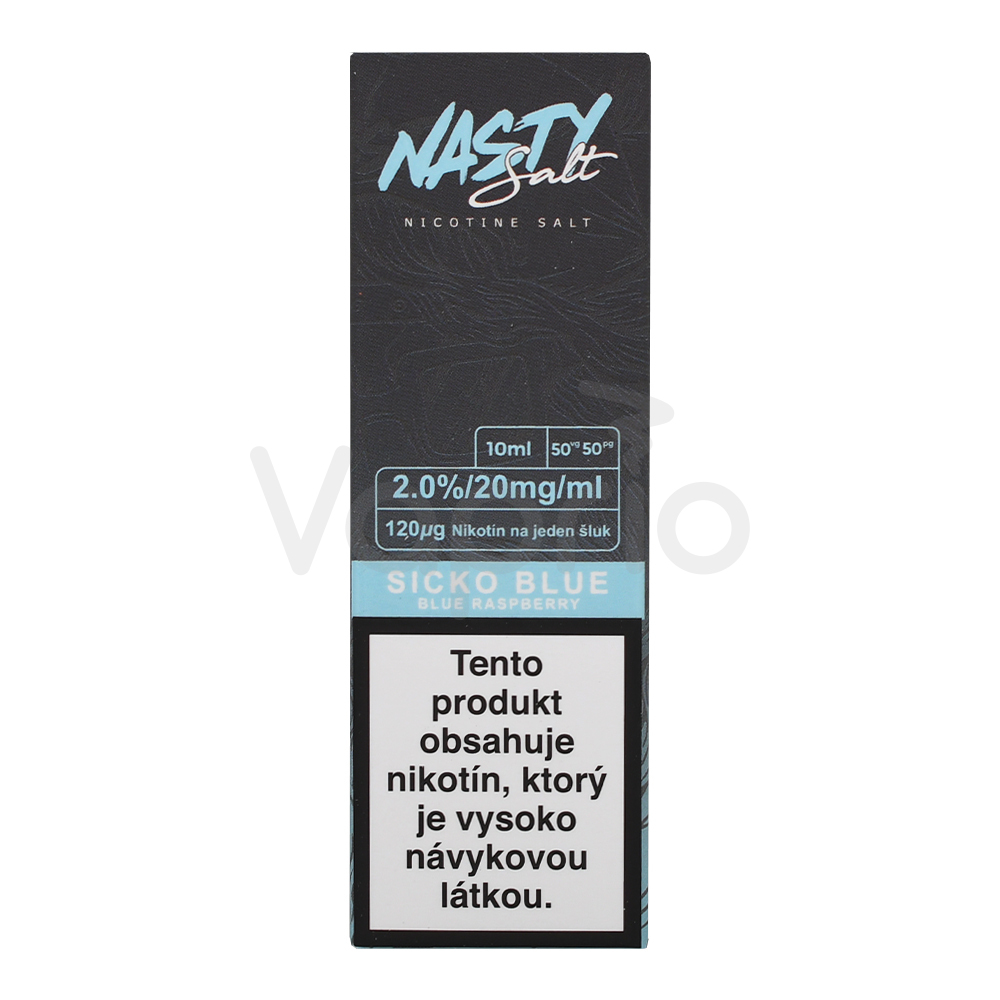 NASTY
Salt
NICOTINE SALT
10ml 50vg 50pg
2.0%/20mg/ml
120µg Nikotín na jeden šluk
SICKO BLUE
BLUE RASPBERRY
Tento
produkt
obsahuje
nikotín, ktorý
je vysoko
návykovou
látkou.